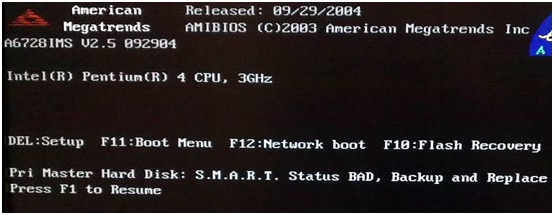 American Released: 09/29/2004
Megatrends AMIBIOS (C)2003 American Megatrends Inc
A6728IMS V2.5 092904
Intel(R) Pentium(R) 4 CPU, 3GHz
DEL:Setup F11:Boot Menu F12:Network boot F10:Flash Recovery
Pri Master Hard Disk: S.M.A.R.T. Status BAD, Backup and Replace
Press F1 to Resume